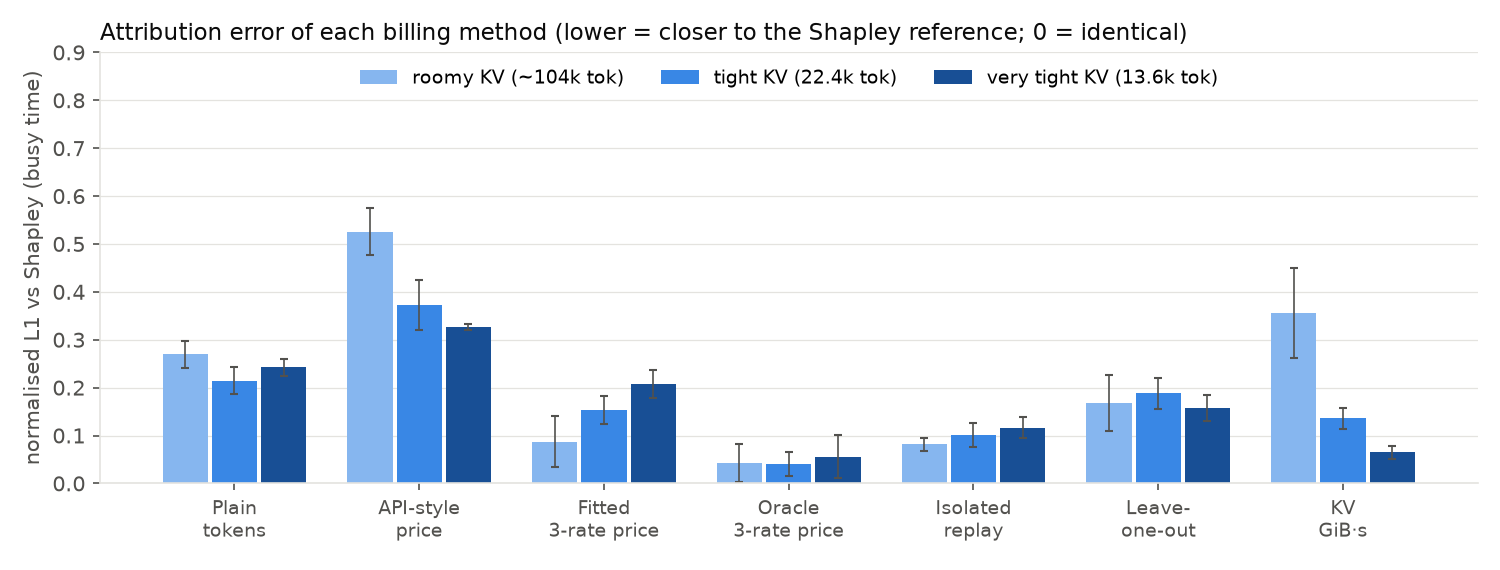 Attribution error of each billing method (lower = closer to the Shapley reference; 0 = identical)
normalised L1 vs Shapley (busy time)
0.9
0.8
0.7
0.6
0.5
0.4
0.3
0.2
0.1
0.0
roomy KV (~104k tok)
tight KV (22.4k tok)
very tight KV (13.6k tok)
Plain
tokens
API-style
price
Fitted
3-rate price
Oracle
3-rate price
Isolated
replay
Leave-
one-out
KV
GiB·s